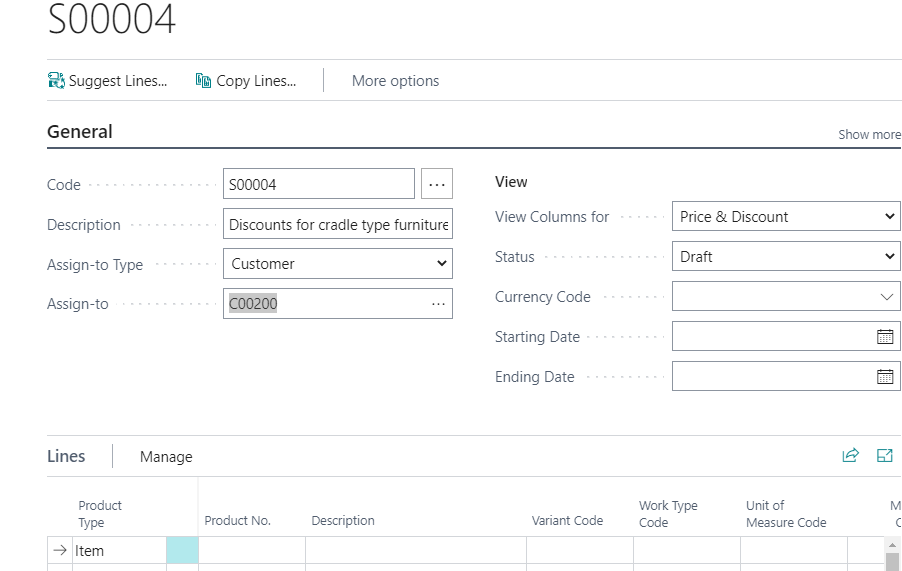 S00004
Suggest Lines... Copy Lines... More options
General Show more
Code S00004 ...
Description Discounts for cradle type furniture
Assign-to Type Customer
Assign-to C00200 ...
View
View Columns for Price & Discount
Status Draft
Currency Code
Starting Date
Ending Date
Lines Manage
Product
Type
Product No.
Description
Variant Code
Work Type
Code
Unit of
Measure Code
Item